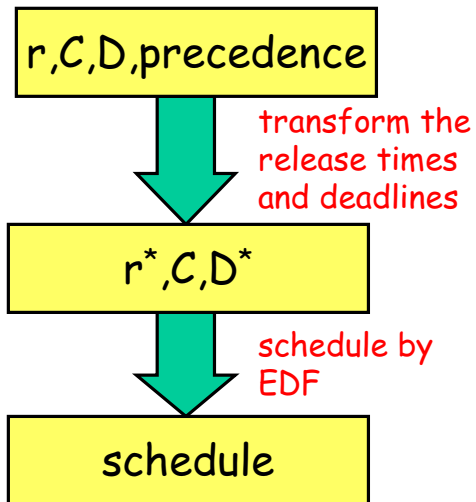 r,C,D,precedence
transform the
release times
and deadlines
r*,C,D*
schedule by
EDF
schedule